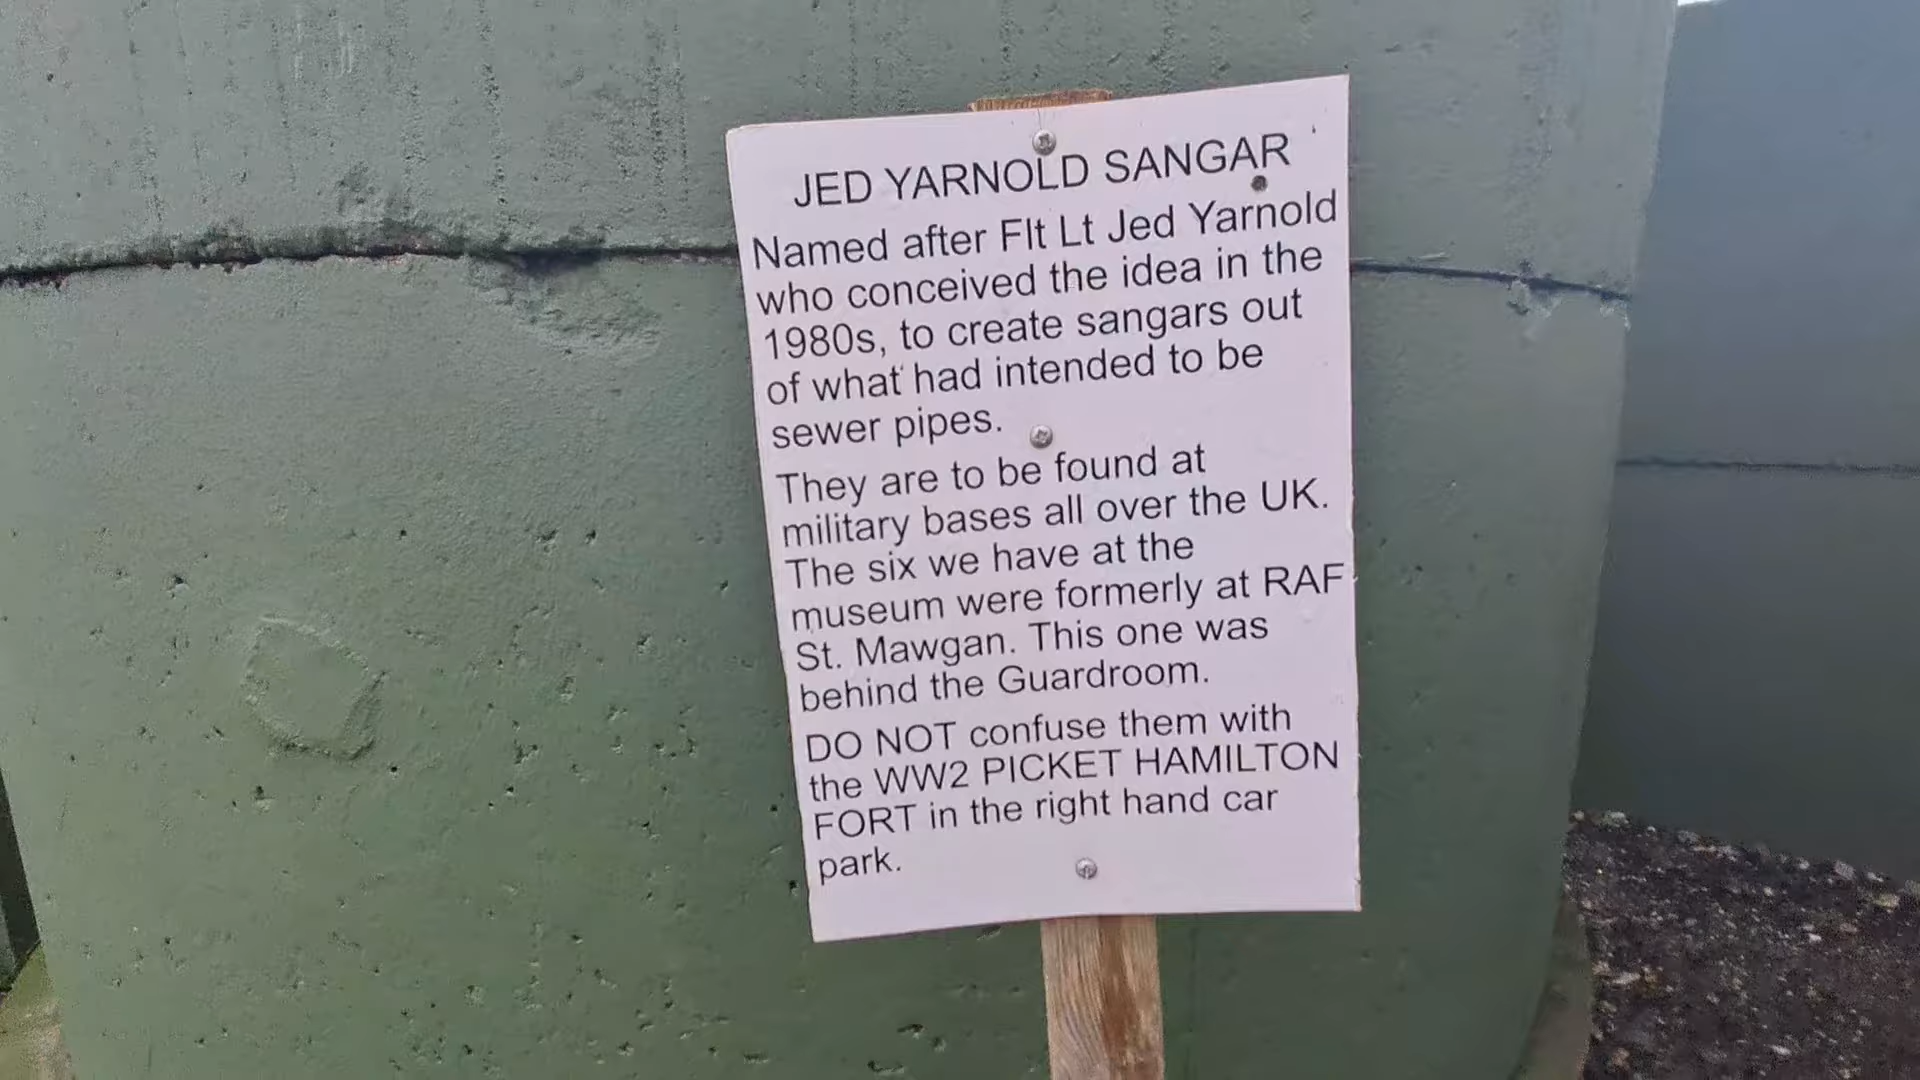 JED YARNOLD SANGAR
Named after Flt Lt Jed Yarnold
who conceived the idea in the
1980s, to create sangars out
of what had intended to be
sewer pipes.
They are to be found at
military bases all over the UK.
The six we have at the
museum were formerly at RAF
St. Mawgan. This one was
behind the Guardroom.
DO NOT confuse them with
the WW2 PICKET HAMILTON
FORT in the right hand car
park.